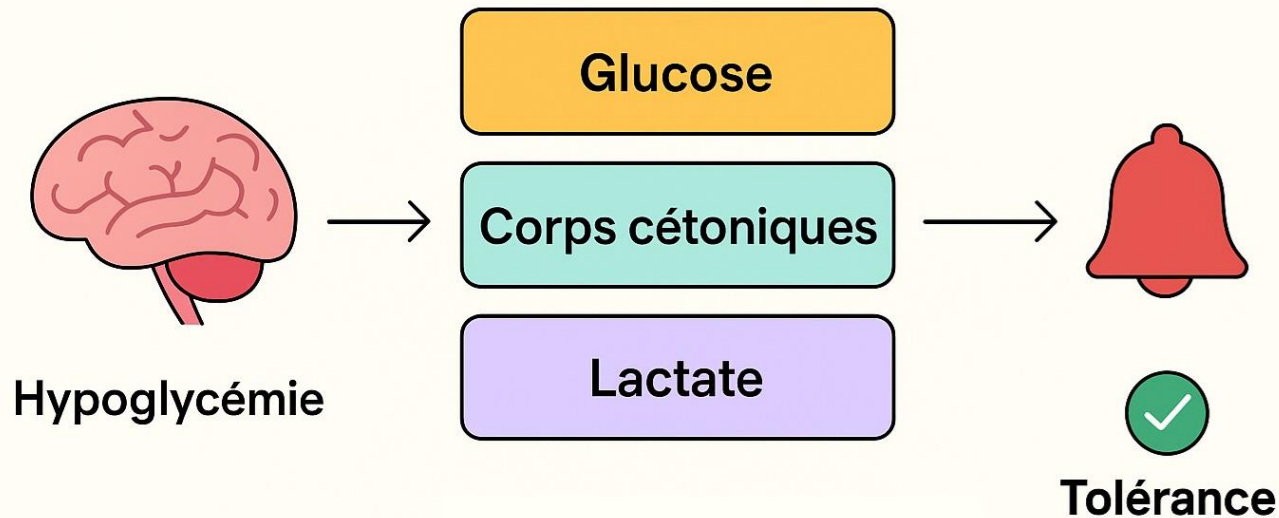 Glucose
Corps cétoniques
Lactate
Hypoglycémie
Tolérance